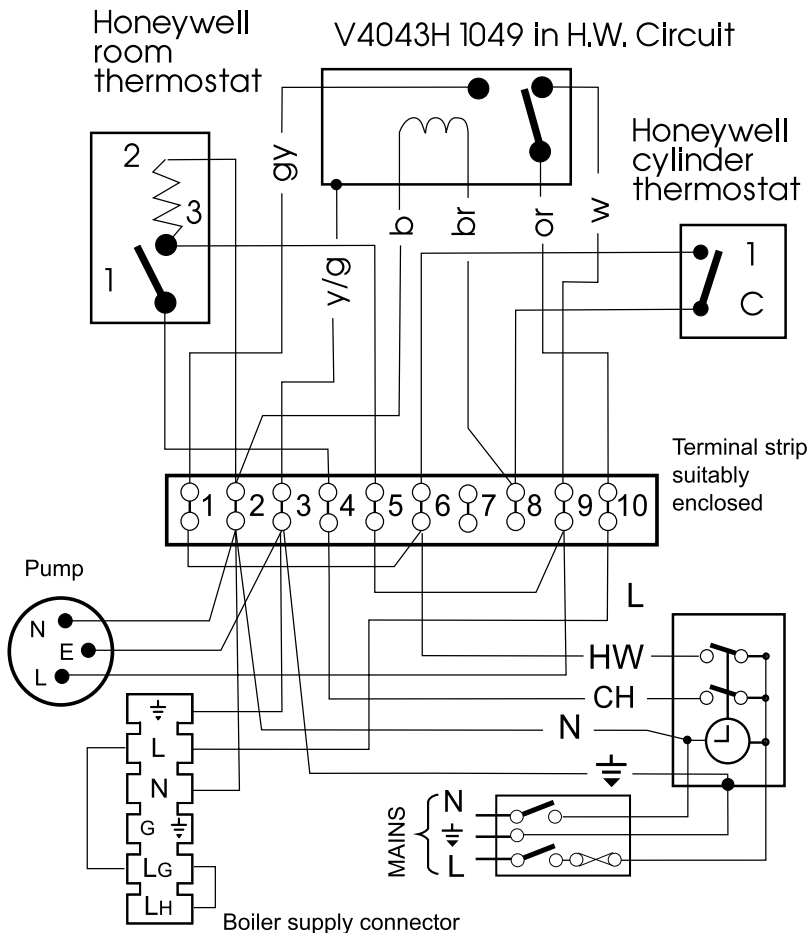 Honeywell
room
thermostat
V4043H 1049 in H.W. Circuit
Honeywell
cylinder
thermostat
2
3
1
gy
b
br
or
w
y/g
1
C
Terminal strip
suitably
enclosed
1 2 3 4 5 6 7 8 9 10
Pump
N
E
L
L
HW
CH
N
L
N
G
LG
LH
MAINS
N
L
Boiler supply connector